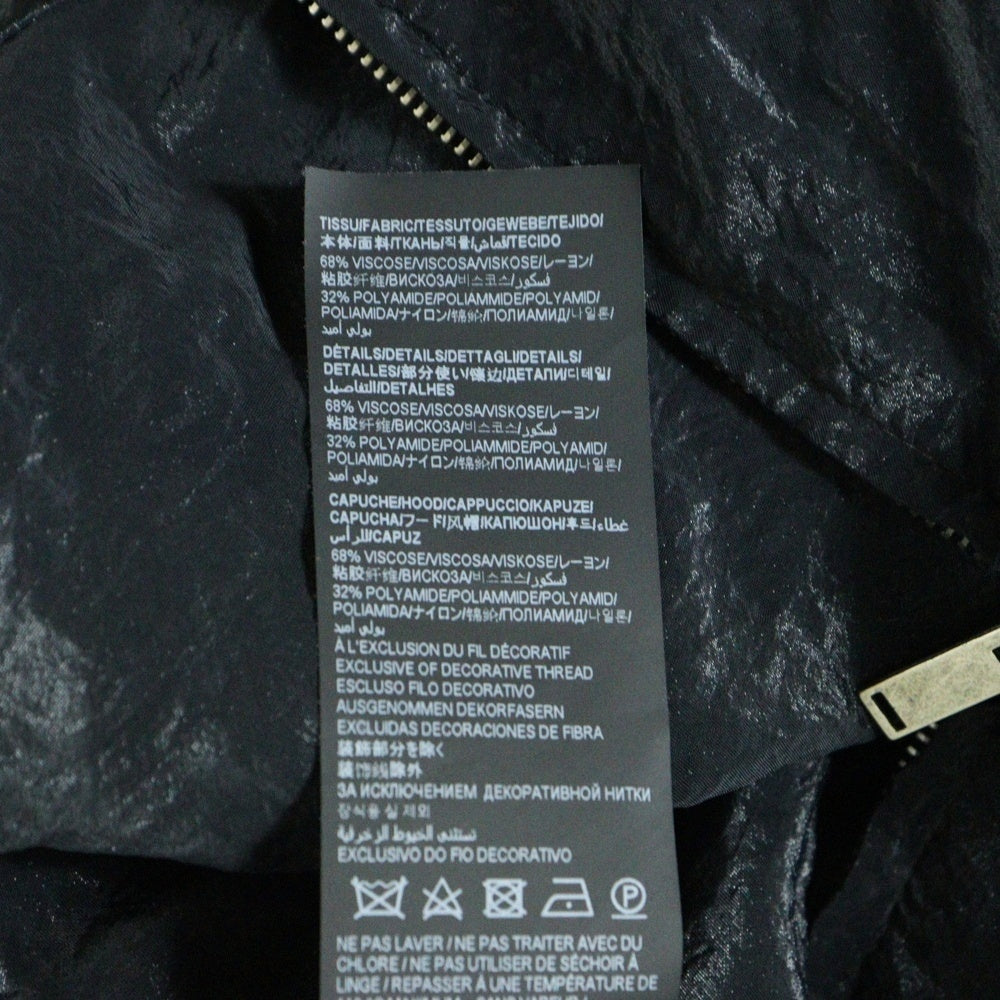 TISSU/FABRIC/TESSUTO/GEWEBE/TEJIDO/
本体/面料/ТКАНЬ/직물/قماش/TECIDO
68% VISCOSE/VISCOSA/VISKOSE/レーヨン/
粘胶纤维/ВИСКОЗА/비스코스/فسكوز
32% POLYAMIDE/POLIAMMIDE/POLYAMID/
POLIAMIDA/ナイロン/锦纶/ПОЛИАМИД/나일론/
بولي أميد
DÉTAILS/DETAILS/DETTAGLI/DETAILS/
DETALLES/部分使い/镶边/ДЕТАЛИ/디테일/
التفاصيل/DETALHES
68% VISCOSE/VISCOSA/VISKOSE/レーヨン/
粘胶纤维/ВИСКОЗА/비스코스/فسكوز
32% POLYAMIDE/POLIAMMIDE/POLYAMID/
POLIAMIDA/ナイロン/锦纶/ПОЛИАМИД/나일론/
بولي أميد
CAPUCHE/HOOD/CAPPUCCIO/KAPUZE/
CAPUCHA/フード/风帽/КАПЮШОН/후드/غطاء
للرأس/CAPUZ
68% VISCOSE/VISCOSA/VISKOSE/レーヨン/
粘胶纤维/ВИСКОЗА/비스코스/فسكوز
32% POLYAMIDE/POLIAMMIDE/POLYAMID/
POLIAMIDA/ナイロン/锦纶/ПОЛИАМИД/나일론/
بولي أميد
À L'EXCLUSION DU FIL DÉCORATIF
EXCLUSIVE OF DECORATIVE THREAD
ESCLUSO FILO DECORATIVO
AUSGENOMMEN DEKORFASERN
EXCLUIDAS DECORACIONES DE FIBRA
装飾部分を除く
装饰线除外
ЗА ИСКЛЮЧЕНИЕМ ДЕКОРАТИВНОЙ НИТКИ
장식용 실 제외
تستثنى الخيوط الزخرفية
EXCLUSIVO DO FIO DECORATIVO
P
NE PAS LAVER / NE PAS TRAITER AVEC DU
CHLORE / NE PAS UTILISER DE SÉCHOIR À
LINGE / REPASSER À UNE TEMPÉRATURE DE